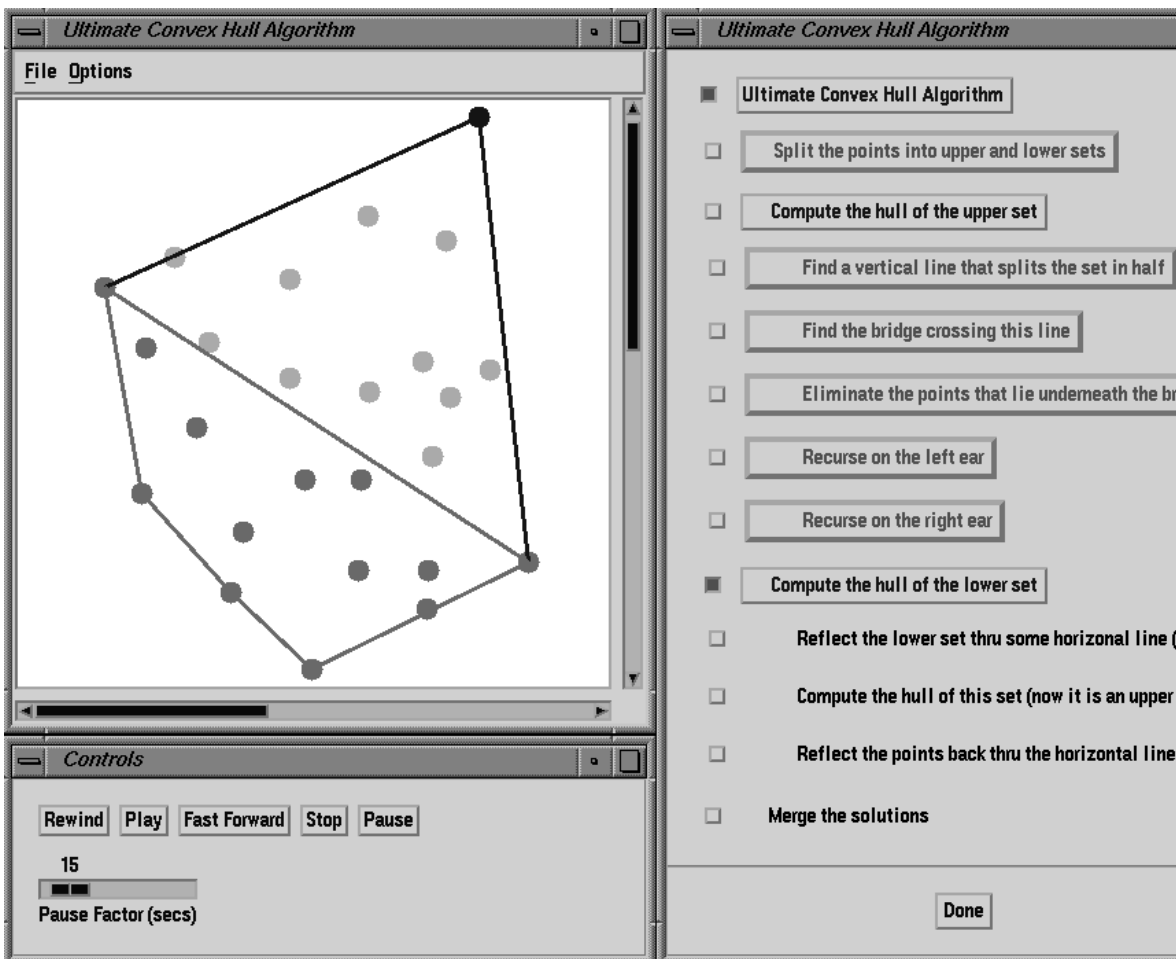 Ultimate Convex Hull Algorithm
File Options
Controls
Rewind Play Fast Forward Stop Pause
15
Pause Factor (secs)
Ultimate Convex Hull Algorithm
Ultimate Convex Hull Algorithm
Split the points into upper and lower sets
Compute the hull of the upper set
Find a vertical line that splits the set in half
Find the bridge crossing this line
Eliminate the points that lie underneath the br
Recurse on the left ear
Recurse on the right ear
Compute the hull of the lower set
Reflect the lower set thru some horizonal line (
Compute the hull of this set (now it is an upper
Reflect the points back thru the horizontal line
Merge the solutions
Done